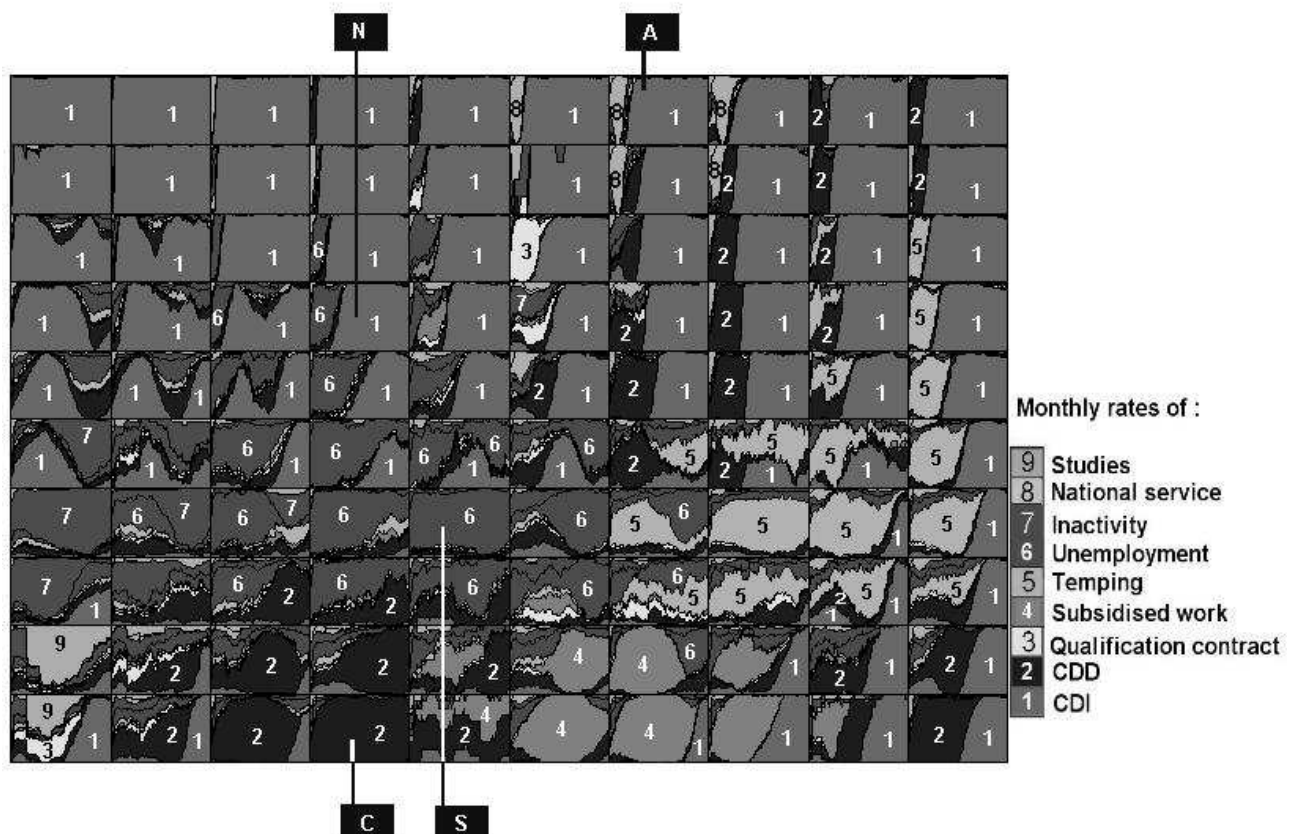 N A
1 1 1 1 1 8 1 8 1 8 1 2 1 2 1
1 1 1 1 1 1 8 1 8 2 1 2 1 2 1
1 1 1 6 1 1 3 1 1 2 1 2 1 5 1
1 1 6 1 6 1 1 7 1 2 1 2 1 2 1 5 1
1 1 1 1 6 1 1 2 1 2 1 2 1 5 1 5 1
1 7 6 1 6 1 6 6 1 6 1 6 2 5 2 5 1 5 1 5 1
7 6 7 6 7 6 6 6 5 6 5 5 1 5 1
7 1 6 6 2 6 2 6 6 6 5 5 2 1 5 1 5 1
9 2 1 2 2 2 4 4 6 1 2 1 2 1
9 3 1 2 1 2 2 4 2 4 4 1 1 1 2 1
C S
Monthly rates of :
9 Studies
8 National service
7 Inactivity
6 Unemployment
5 Temping
4 Subsidised work
3 Qualification contract
2 CDD
1 CDI